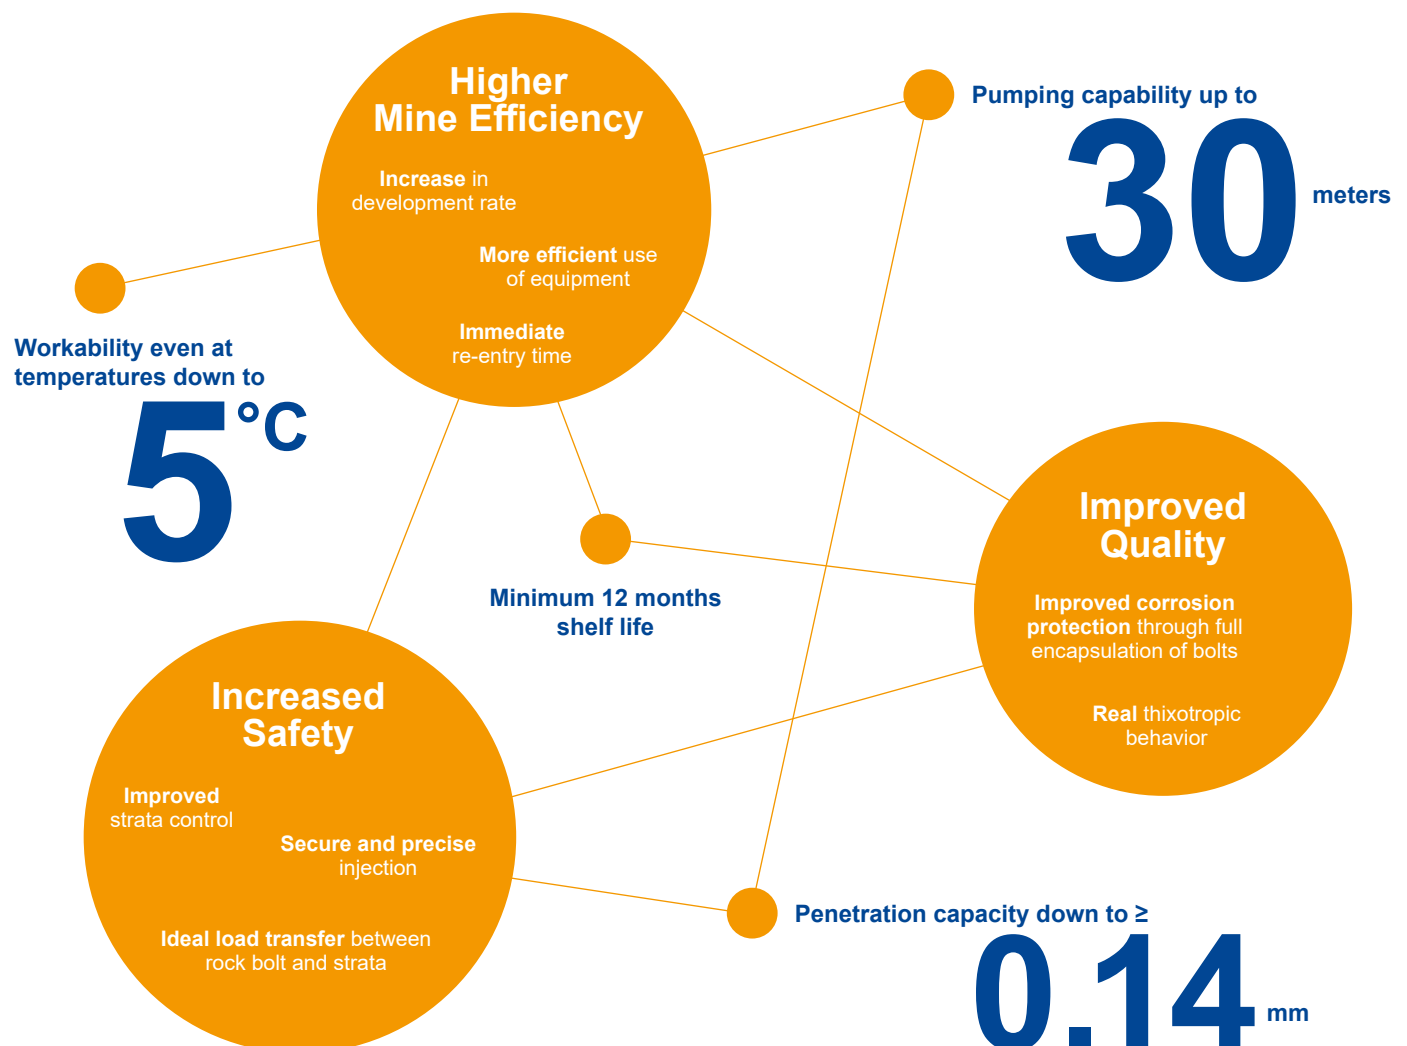 Higher
Mine Efficiency
Increase in
development rate
More efficient use
of equipment
Immediate
re-entry time
Pumping capability up to
30 meters
Workability even at
temperatures down to
5 °C
Minimum 12 months
shelf life
Improved
Quality
Improved corrosion
protection through full
encapsulation of bolts
Real thixotropic
behavior
Increased
Safety
Improved
strata control
Secure and precise
injection
Ideal load transfer between
rock bolt and strata
Penetration capacity down to ≥
0.14 mm